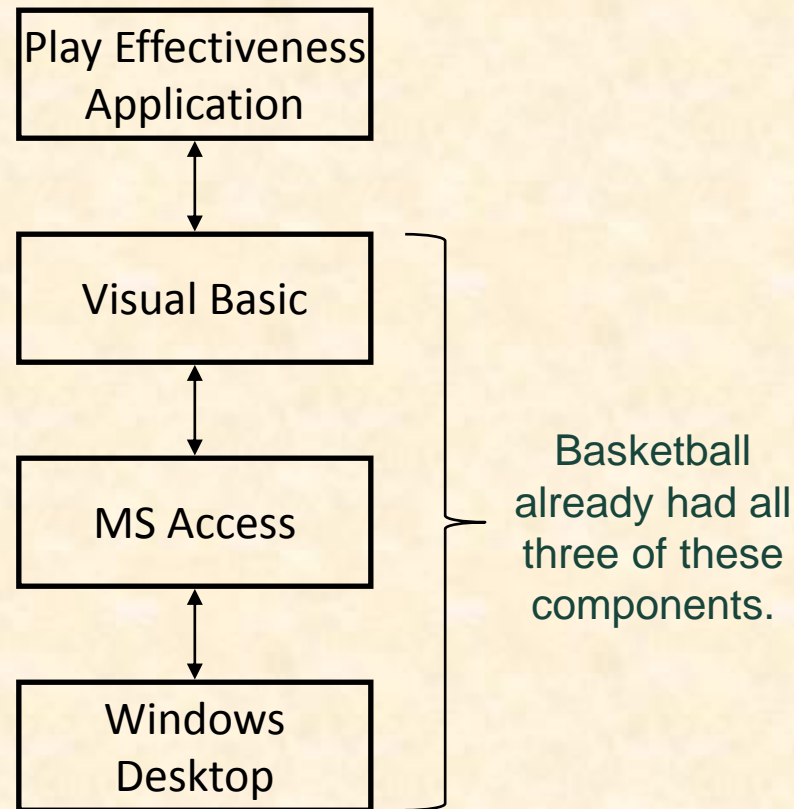 Play Effectiveness
Application
Visual Basic
MS Access
Basketball
already had all
three of these
components.
Windows
Desktop